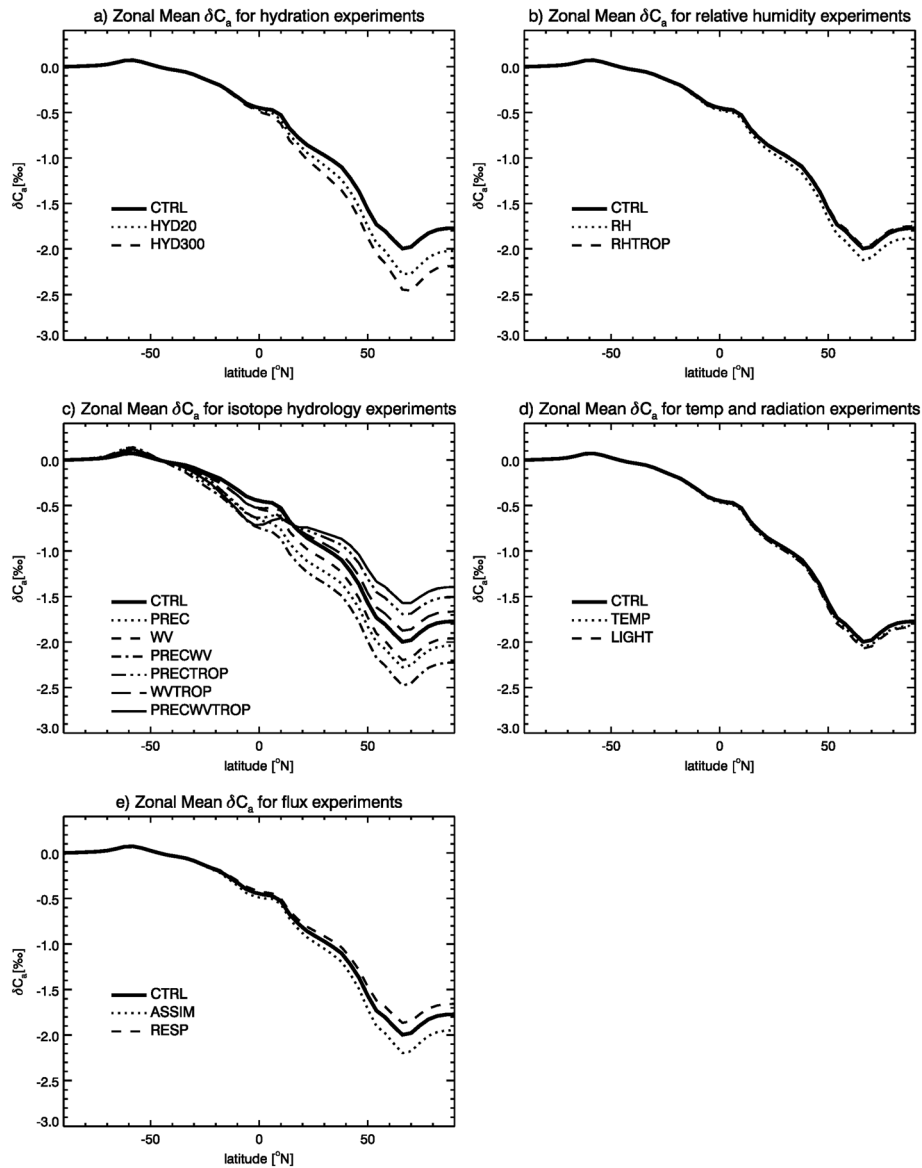 a) Zonal Mean δCa for hydration experiments
0.0
-0.5
-1.0
-1.5
-2.0
-2.5
-3.0
δCa[‰]
CTRL
HYD20
HYD300
-50 0 50
latitude [°N]
b) Zonal Mean δCa for relative humidity experiments
0.0
-0.5
-1.0
-1.5
-2.0
-2.5
-3.0
δCa[‰]
CTRL
RH
RHTROP
-50 0 50
latitude [°N]
c) Zonal Mean δCa for isotope hydrology experiments
0.0
-0.5
-1.0
-1.5
-2.0
-2.5
-3.0
δCa[‰]
CTRL
PREC
WV
PRECWV
PRECTROP
WVTROP
PRECWVTROP
-50 0 50
latitude [°N]
d) Zonal Mean δCa for temp and radiation experiments
0.0
-0.5
-1.0
-1.5
-2.0
-2.5
-3.0
δCa[‰]
CTRL
TEMP
LIGHT
-50 0 50
latitude [°N]
e) Zonal Mean δCa for flux experiments
0.0
-0.5
-1.0
-1.5
-2.0
-2.5
-3.0
δCa[‰]
CTRL
ASSIM
RESP
-50 0 50
latitude [°N]